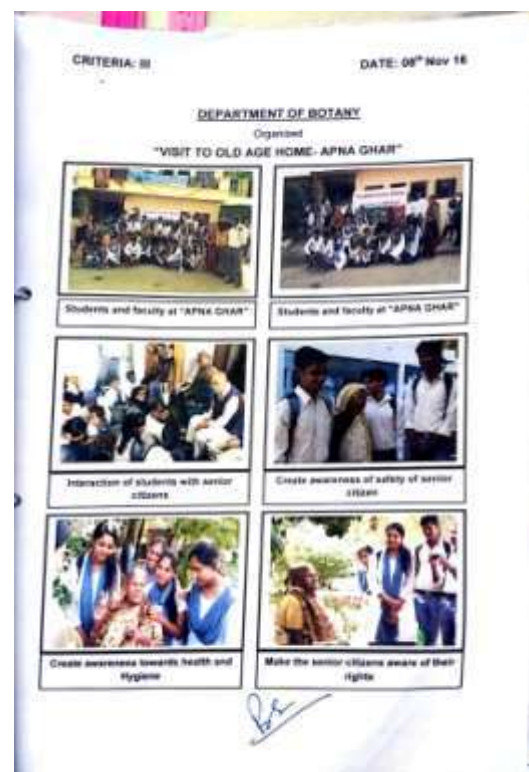 CRITERIA: III
DATE: 08th Nov 16
DEPARTMENT OF BOTANY
Organised
"VISIT TO OLD AGE HOME- APNA GHAR"
Students and faculty at "APNA GHAR"
Students and faculty at "APNA GHAR"
Interaction of students with senior
citizens
Create awareness of safety of senior
citizen
Create awareness towards health and
Hygiene
Make the senior citizens aware of their
rights